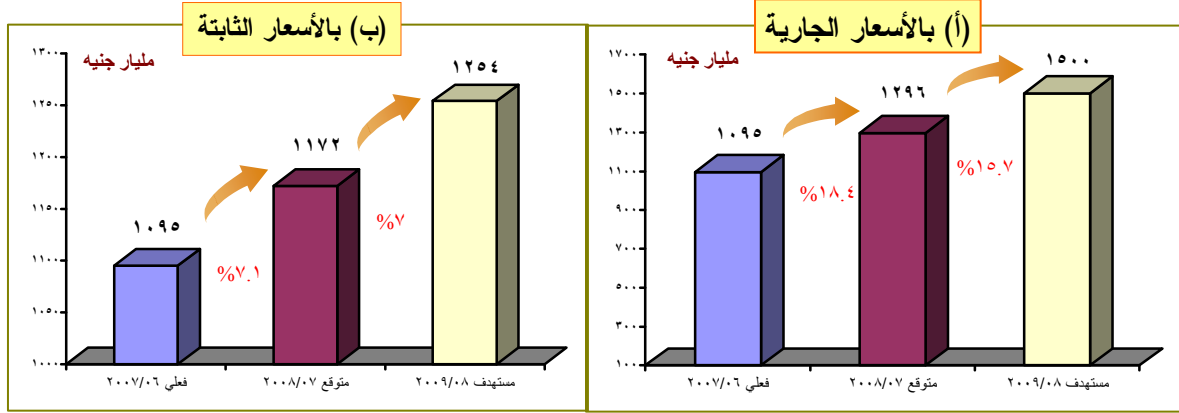 (أ) بالأسعار الجارية
مليار جنيه
١٧٠٠
١٥٠٠
١٣٠٠
١١٠٠
٩٠٠
٧٠٠
٥٠٠
٣٠٠
١٠٠
١٠٩٥
١٢٩٦
١٥٠٠
%١٨.٤
%١٥.٧
فعلي ٢٠٠٧/٠٦
متوقع ٢٠٠٨/٠٧
مستهدف ٢٠٠٩/٠٨
(ب) بالأسعار الثابتة
مليار جنيه
١٣٠٠
١٢٥٠
١٢٠٠
١١٥٠
١١٠٠
١٠٥٠
١٠٠٠
١٠٩٥
١١٧٢
١٢٥٤
%٧.١
%٧
فعلي ٢٠٠٧/٠٦
متوقع ٢٠٠٨/٠٧
مستهدف ٢٠٠٩/٠٨